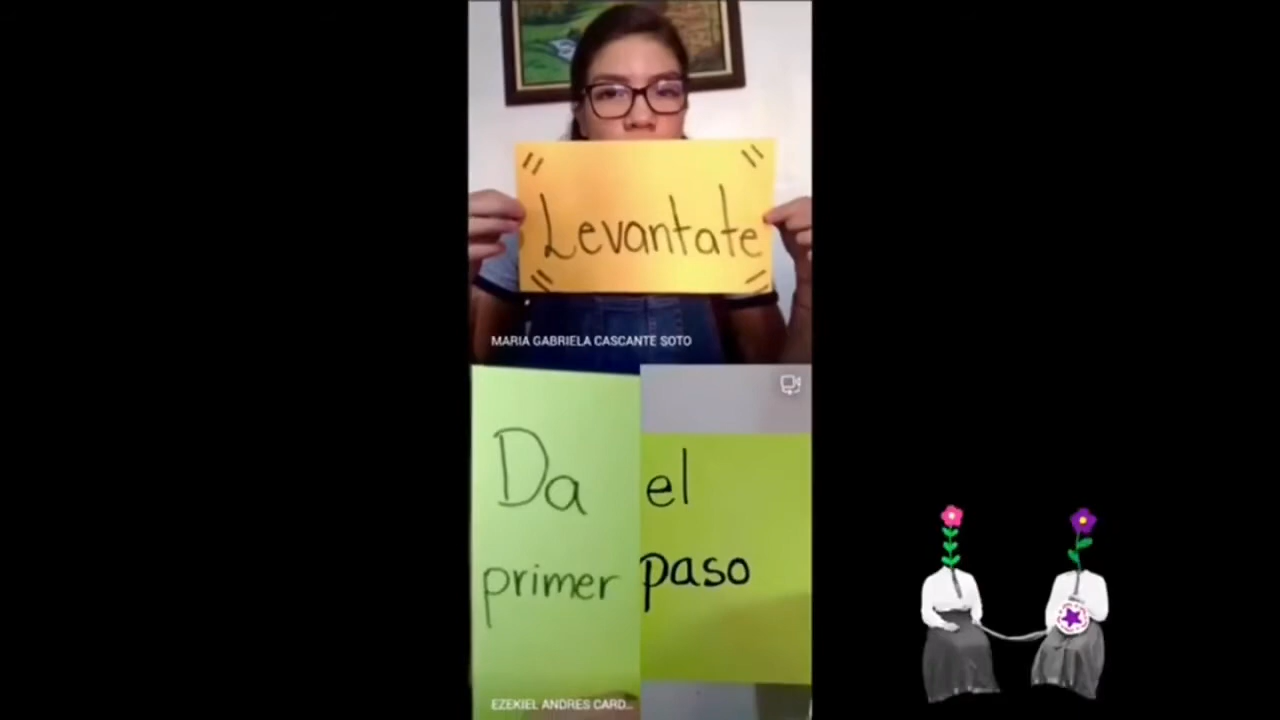 Levantate
MARIA GABRIELA CASCANTE SOTO
Da el
primer paso
EZEKIEL ANDRES CARD...